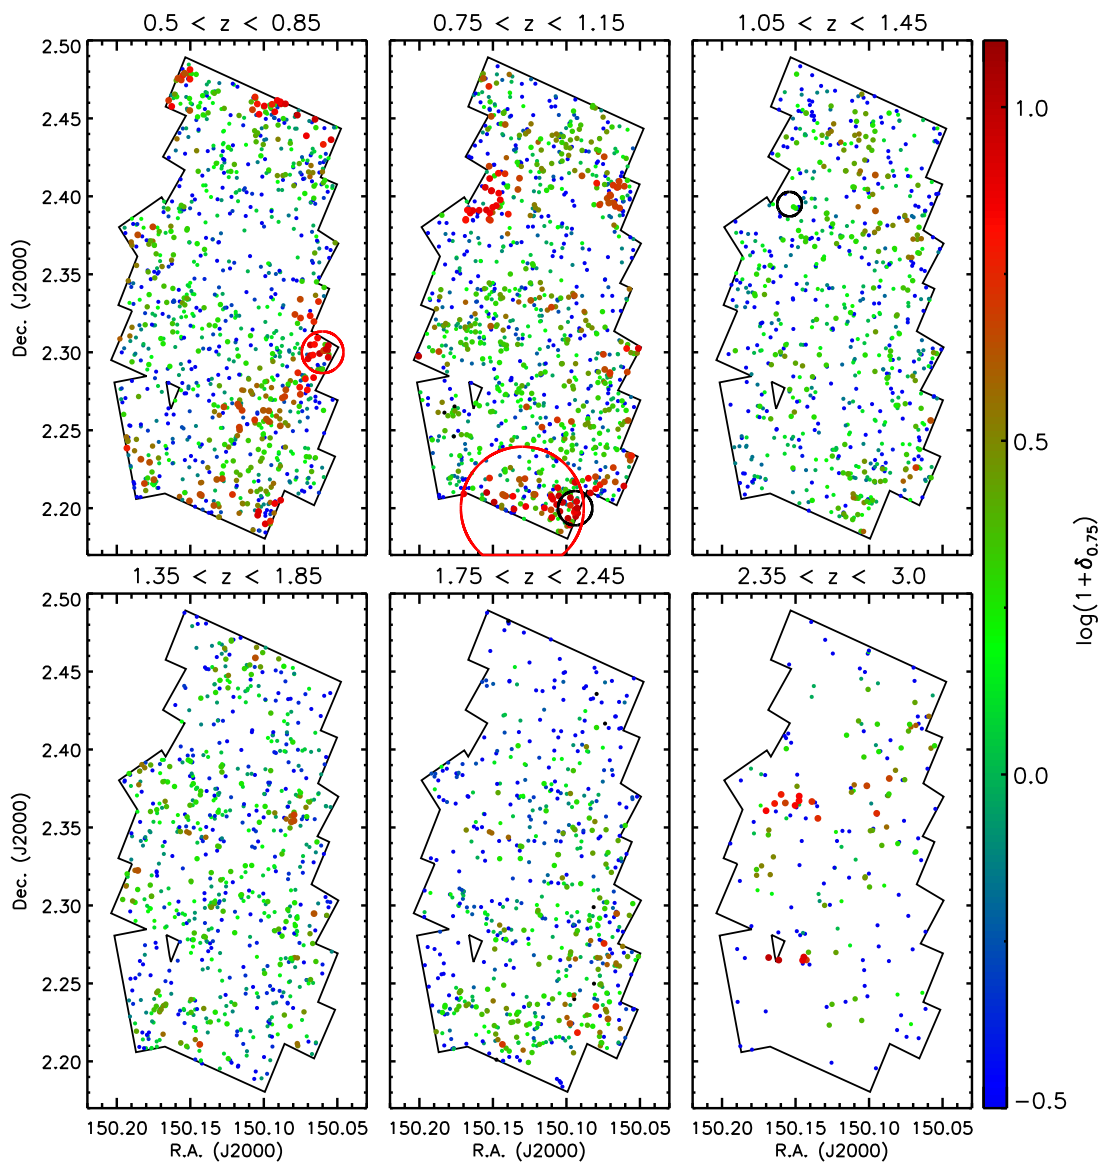 0.5 < z < 0.85
0.75 < z < 1.15
1.05 < z < 1.45
2.50
2.45
2.40
2.35
2.30
2.25
2.20
Dec. (J2000)
1.35 < z < 1.85
1.75 < z < 2.45
2.35 < z < 3.0
2.50
2.45
2.40
2.35
2.30
2.25
2.20
Dec. (J2000)
150.20 150.15 150.10 150.05
150.20 150.15 150.10 150.05
150.20 150.15 150.10 150.05
R.A. (J2000)
R.A. (J2000)
R.A. (J2000)
1.0
0.5
0.0
−0.5
log(1+δ0.75)